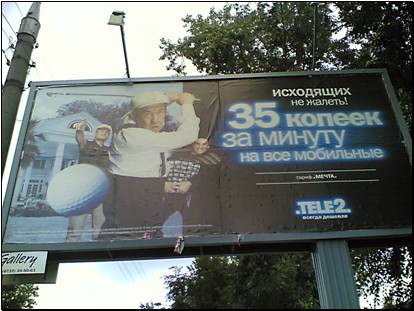 ИСХОДЯЩИХ
не жалеть!
35 копеек
за минуту
на все мобильные
тариф „МЕЧТА“
.TELE2.
всегда дешевле
Gallery